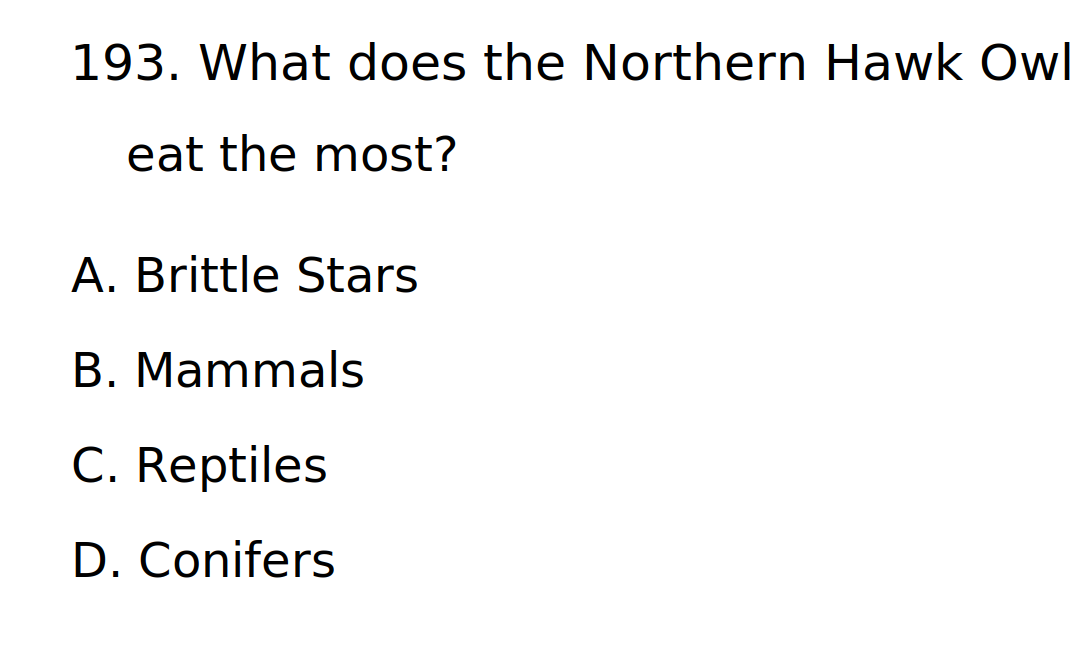 193. What does the Northern Hawk Owl
eat the most?
A. Brittle Stars
B. Mammals
C. Reptiles
D. Conifers